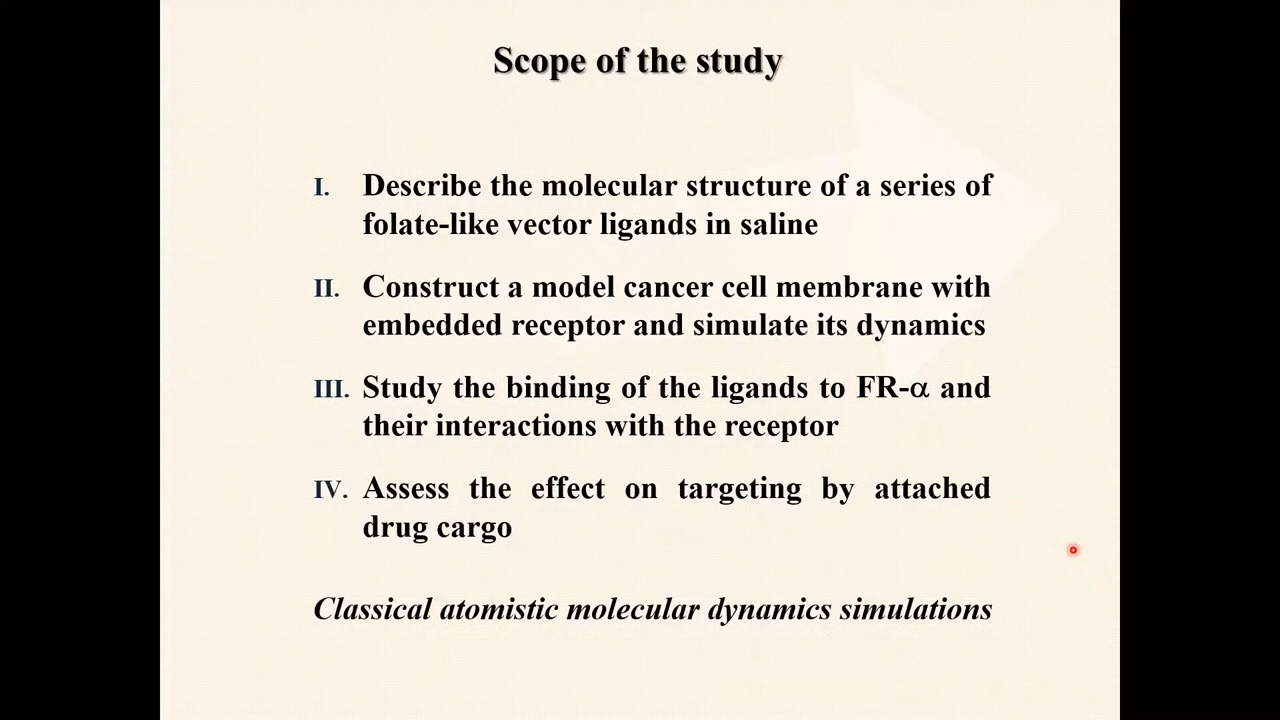 Scope of the study
I. Describe the molecular structure of a series of
folate-like vector ligands in saline
II. Construct a model cancer cell membrane with
embedded receptor and simulate its dynamics
III. Study the binding of the ligands to FR-α and
their interactions with the receptor
IV. Assess the effect on targeting by attached
drug cargo
Classical atomistic molecular dynamics simulations